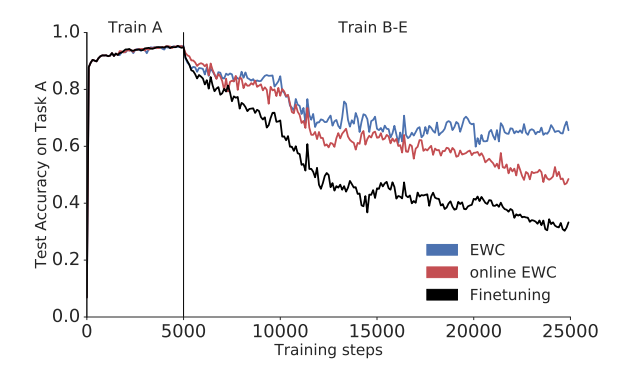 Train A
Train B-E
1.0
0.8
0.6
0.4
0.2
0.0
Test Accuracy on Task A
EWC
online EWC
Finetuning
0
5000
10000
15000
20000
25000
Training steps